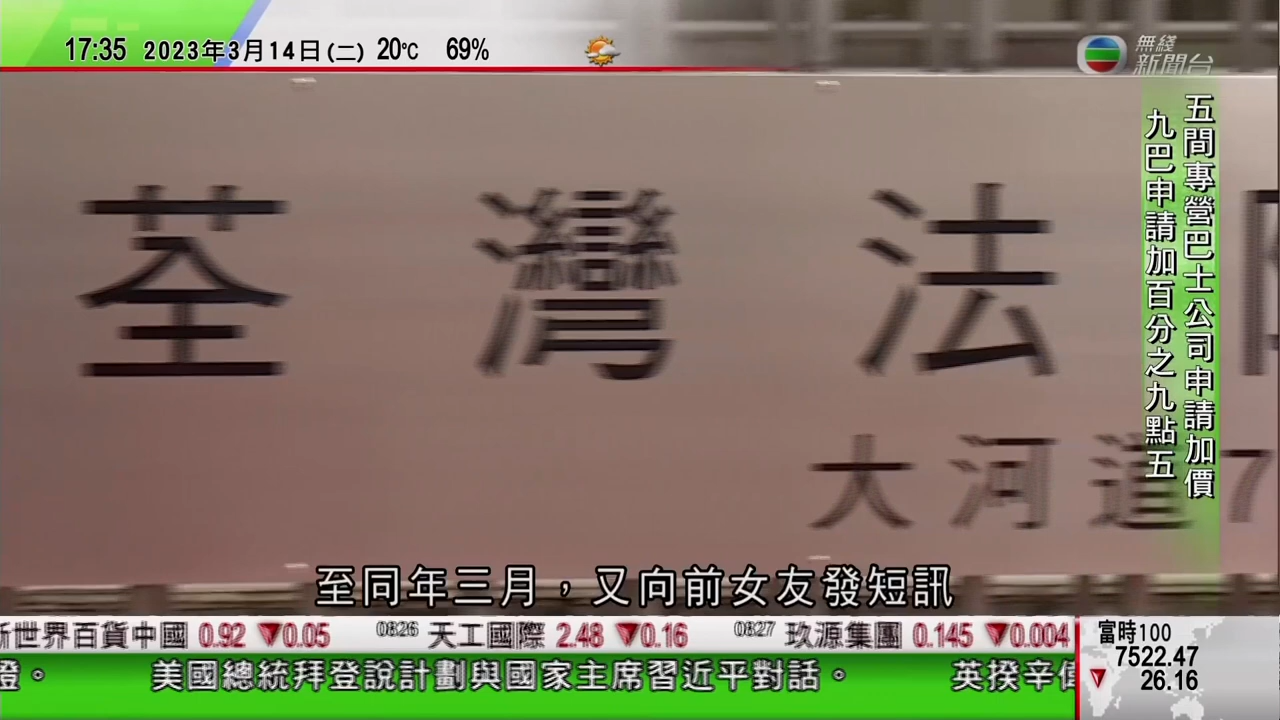 17:35 2023年3月14日(二) 20℃ 69%
無綫
新聞台
五間專營巴士公司申請加價
九巴申請加百分之九點五
荃灣法
大河道7
至同年三月，又向前女友發短訊
新世界百貨中國 0.92 ▼0.05 0826 天工國際 2.48 ▼0.16 0827 玖源集團 0.145 ▼0.004
富時100
7522.47
▼ 26.16
證。 美國總統拜登說計劃與國家主席習近平對話。 英揆辛偉